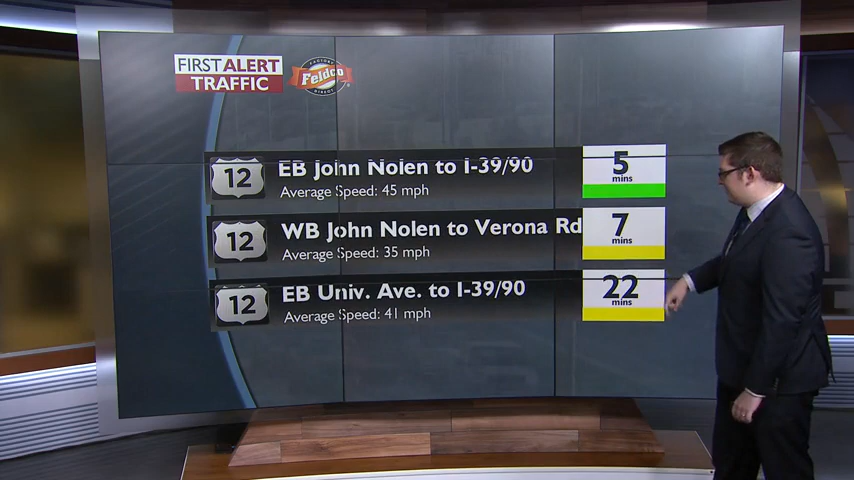 FIRST ALERT
TRAFFIC
FACTORY
Feldco
DIRECT
12
EB John Nolen to I-39/90
Average Speed: 45 mph
5
mins
12
WB John Nolen to Verona Rd
Average Speed: 35 mph
7
mins
12
EB Univ. Ave. to I-39/90
Average Speed: 41 mph
22
mins